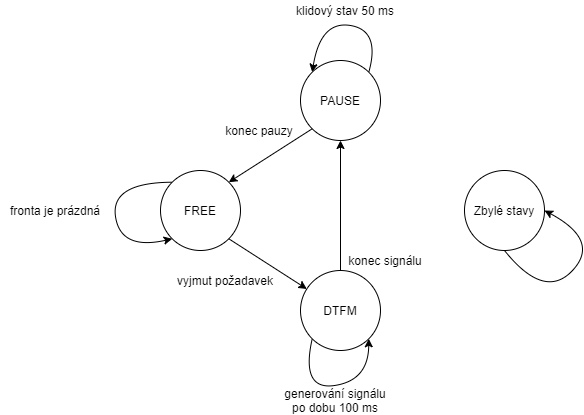 klidový stav 50 ms
PAUSE
konec pauzy
fronta je prázdná
FREE
Zbylé stavy
vyjmut požadavek
konec signálu
DTFM
generování signálu
po dobu 100 ms